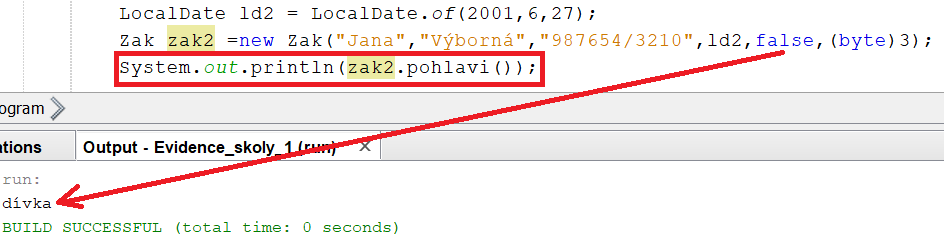 LocalDate ld2 = LocalDate.of(2001,6,27);
Zak zak2 =new Zak("Jana","Výborná","987654/3210",ld2,false,(byte)3);
System.out.println(zak2.pohlavi());
ogram
ations
Output - Evidence_skoly_1 (run) ×
run:
dívka
BUILD SUCCESSFUL (total time: 0 seconds)